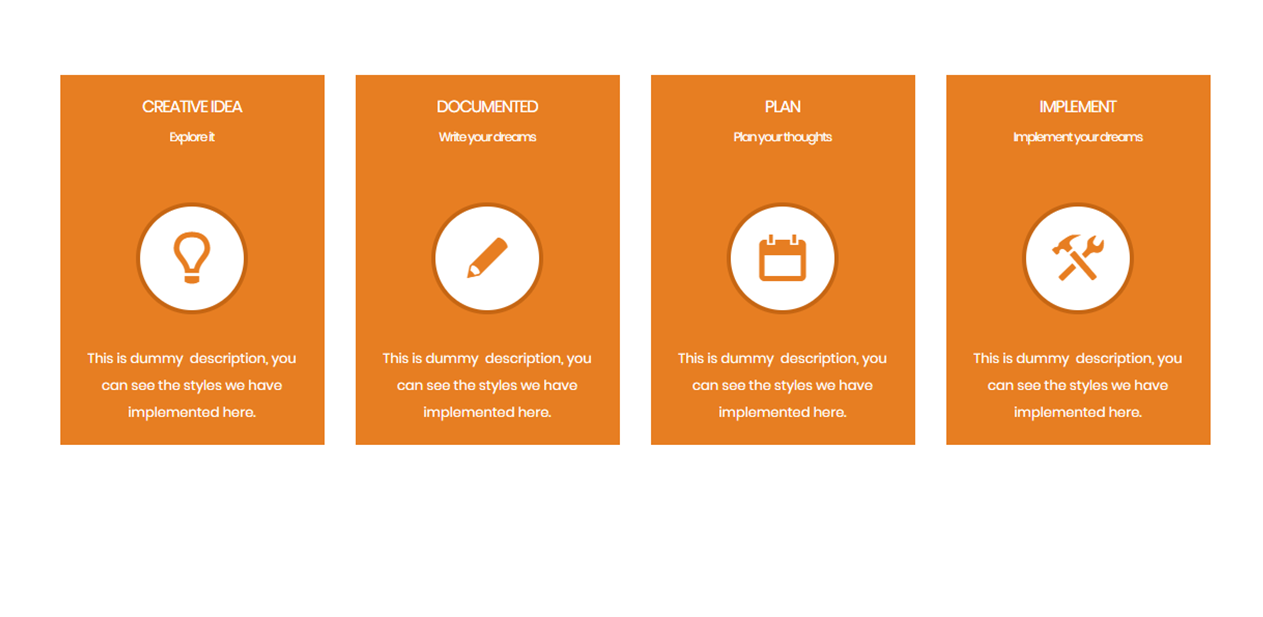 CREATIVE IDEA
Explore it
This is dummy  description, you
can see the styles we have
implemented here.
DOCUMENTED
Write your dreams
This is dummy  description, you
can see the styles we have
implemented here.
PLAN
Plan your thoughts
This is dummy  description, you
can see the styles we have
implemented here.
IMPLEMENT
Implement your dreams
This is dummy  description, you
can see the styles we have
implemented here.